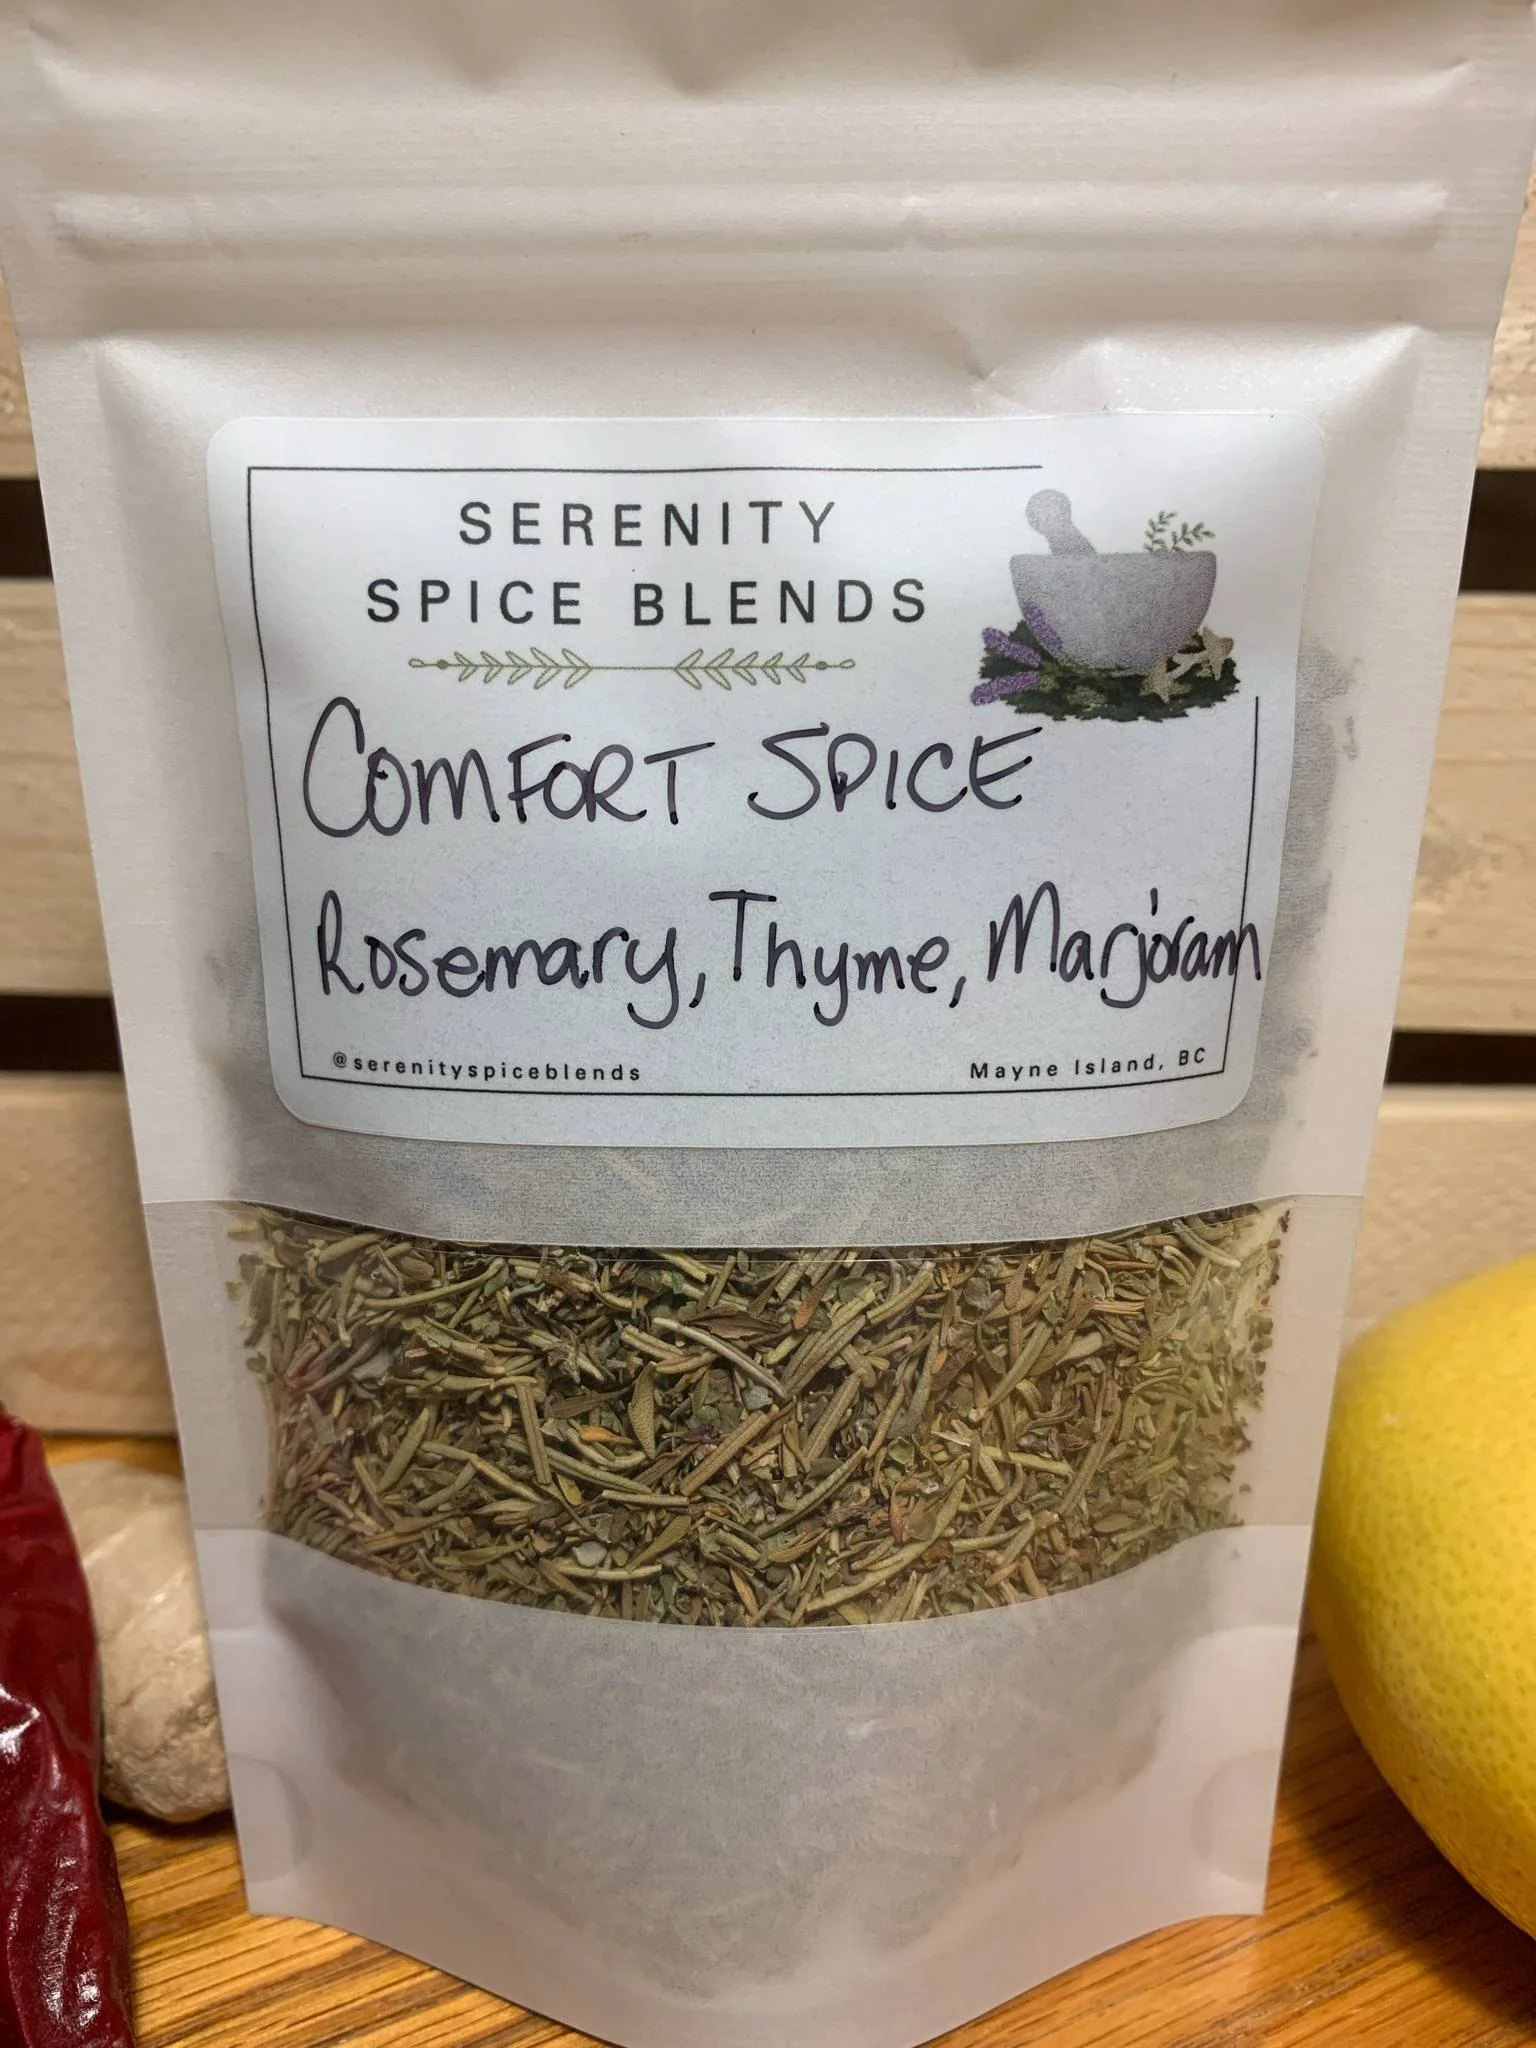 SERENITY
SPICE BLENDS
COMFORT SPICE
Rosemary, Thyme, Marjoram
@serenityspiceblends
Mayne Island, BC